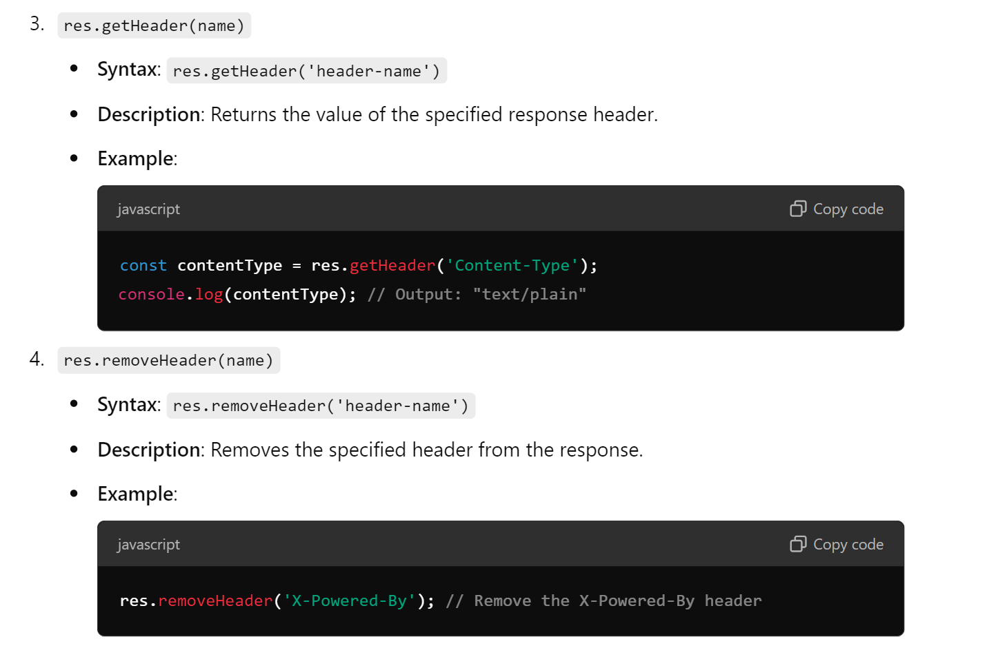 3. res.getHeader(name)
• Syntax: res.getHeader('header-name')
• Description: Returns the value of the specified response header.
• Example:
javascript Copy code
const contentType = res.getHeader('Content-Type');
console.log(contentType); // Output: "text/plain"
4. res.removeHeader(name)
• Syntax: res.removeHeader('header-name')
• Description: Removes the specified header from the response.
• Example:
javascript Copy code
res.removeHeader('X-Powered-By'); // Remove the X-Powered-By header